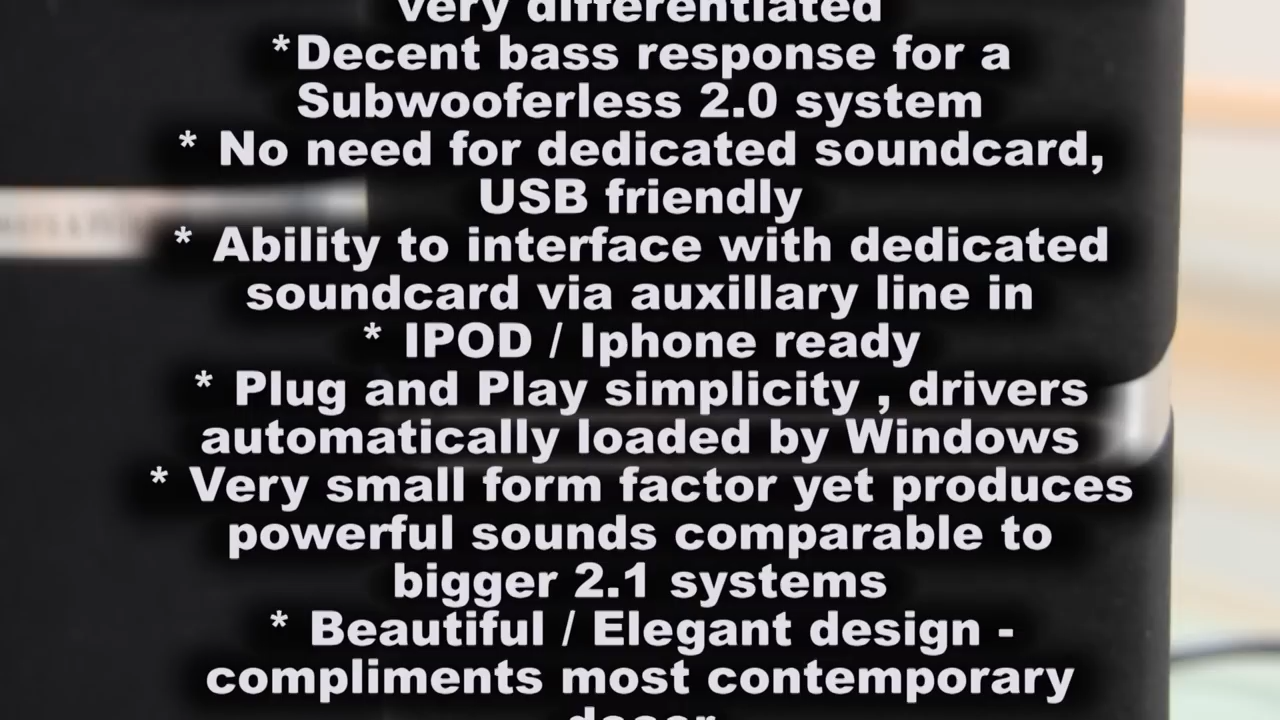 very differentiated
*Decent bass response for a
Subwooferless 2.0 system
* No need for dedicated soundcard,
USB friendly
* Ability to interface with dedicated
soundcard via auxillary line in
* IPOD / Iphone ready
* Plug and Play simplicity , drivers
automatically loaded by Windows
* Very small form factor yet produces
powerful sounds comparable to
bigger 2.1 systems
* Beautiful / Elegant design -
compliments most contemporary
decor